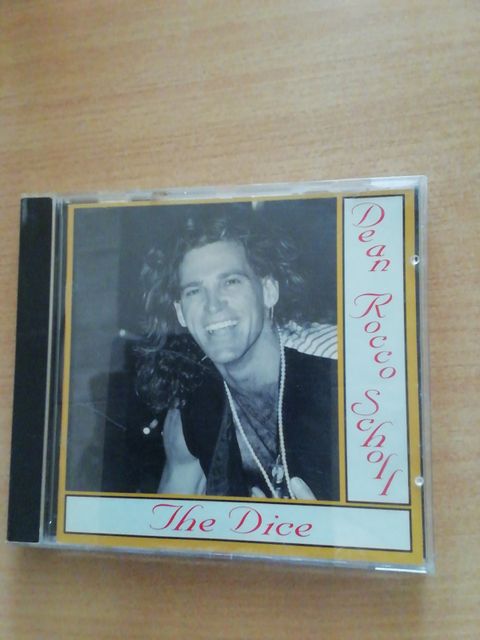 Dean Rocco Scholl
The Dice